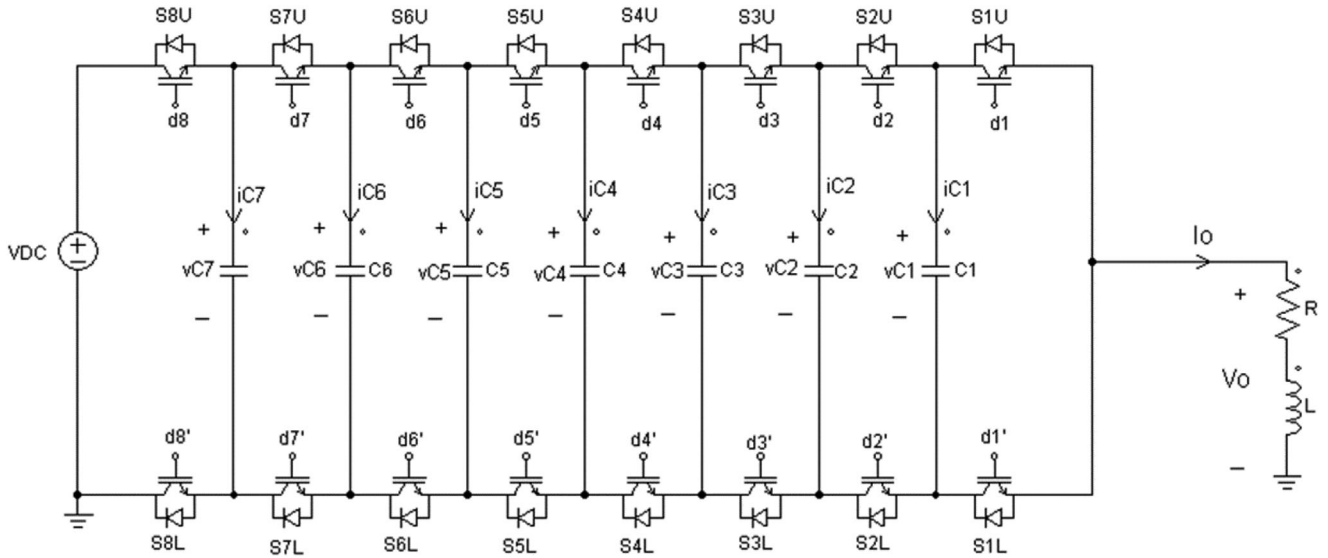 S8U S7U S6U S5U S4U S3U S2U S1U
d8 d7 d6 d5 d4 d3 d2 d1
iC7 iC6 iC5 iC4 iC3 iC2 iC1
Io
+ + + + + + + +
VDC + − vC7 vC6 C6 vC5 C5 vC4 C4 vC3 C3 vC2 C2 vC1 C1
R
− − − − − − −
Vo
L
−
d8' d7' d6' d5' d4' d3' d2' d1'
S8L S7L S6L S5L S4L S3L S2L S1L